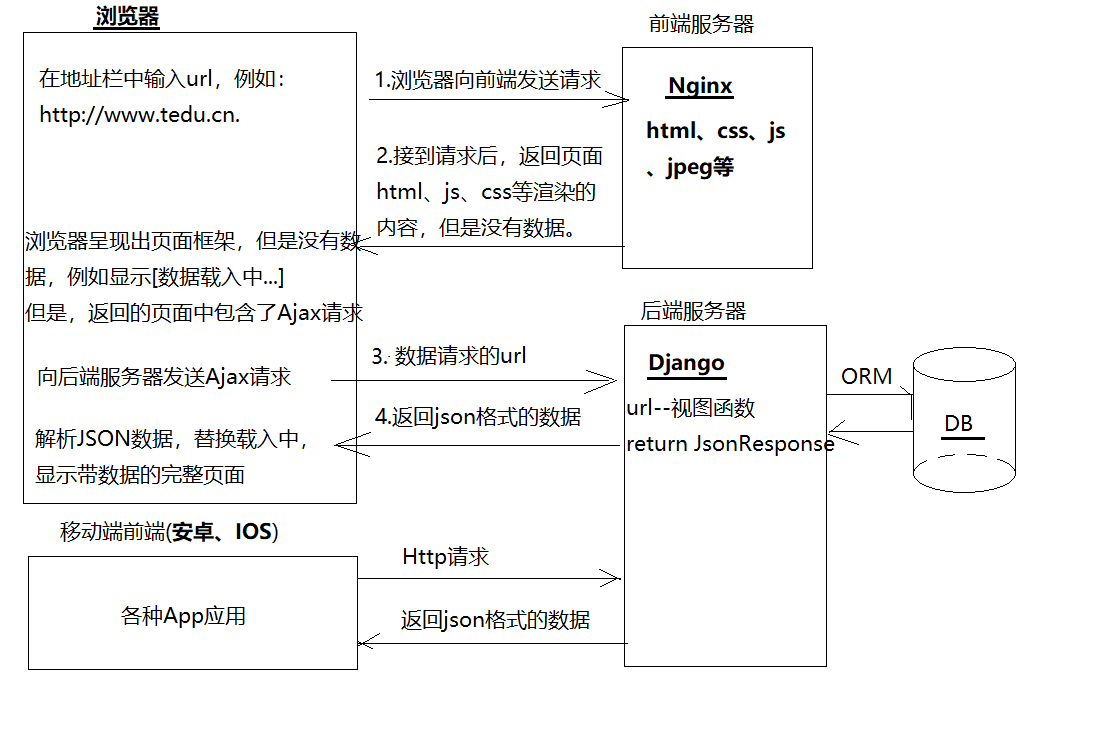 浏览器
在地址栏中输入url，例如：
http://www.tedu.cn.
浏览器呈现出页面框架，但是没有数
据，例如显示[数据载入中...]
但是，返回的页面中包含了Ajax请求
向后端服务器发送Ajax请求
解析JSON数据，替换载入中，
显示带数据的完整页面
1.浏览器向前端发送请求
2.接到请求后，返回页面
html、js、css等渲染的
内容，但是没有数据。
3. 数据请求的url
4.返回json格式的数据
前端服务器
Nginx
html、css、js
、jpeg等
后端服务器
Django
url--视图函数
return JsonResponse
ORM
DB
移动端前端(安卓、IOS)
各种App应用
Http请求
返回json格式的数据